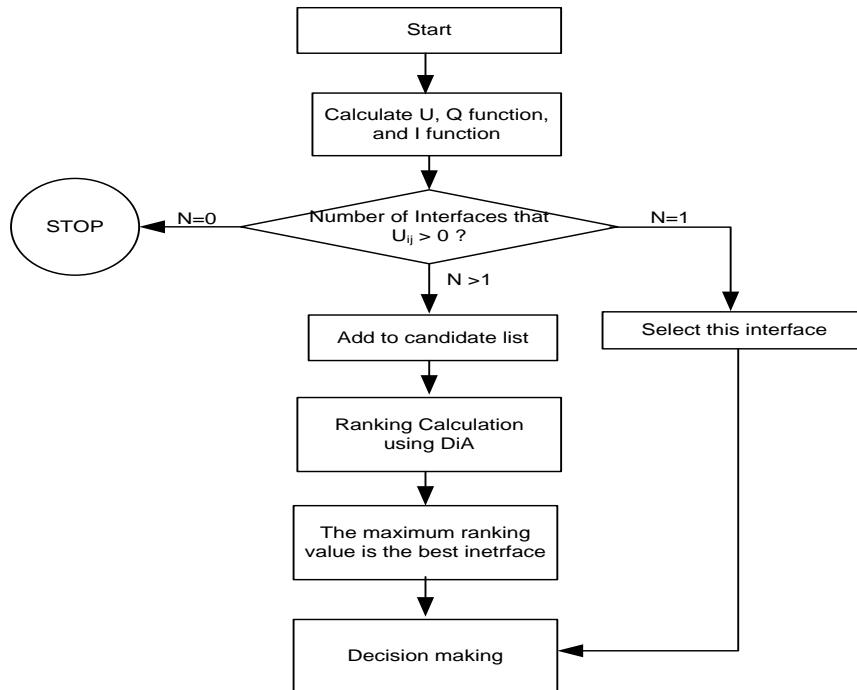 Start
Calculate U, Q function,
and I function
Number of Interfaces that
Uij > 0 ?
N=0
N=1
STOP
N >1
Select this interface
Add to candidate list
Ranking Calculation
using DiA
The maximum ranking
value is the best inetrface
Decision making